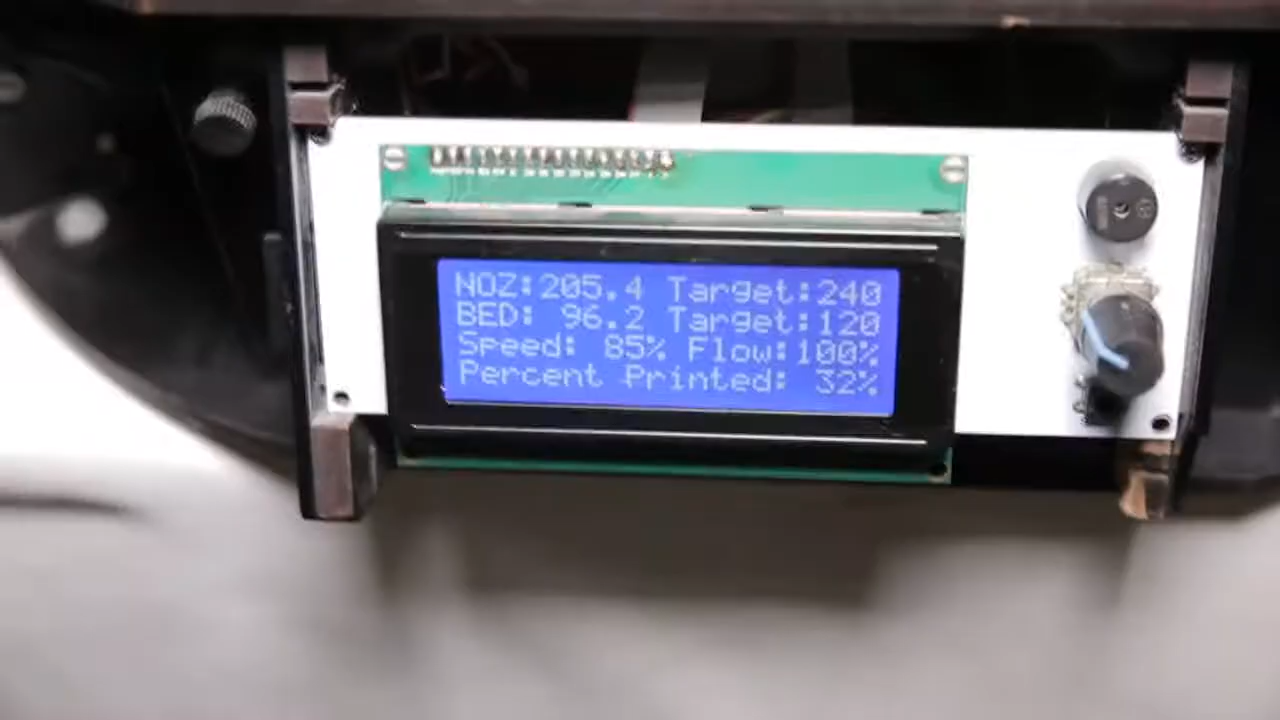 NOZ:205.4 Target:240
BED: 96.2 Target:120
Speed: 85% Flow:100%
Percent Printed: 32%